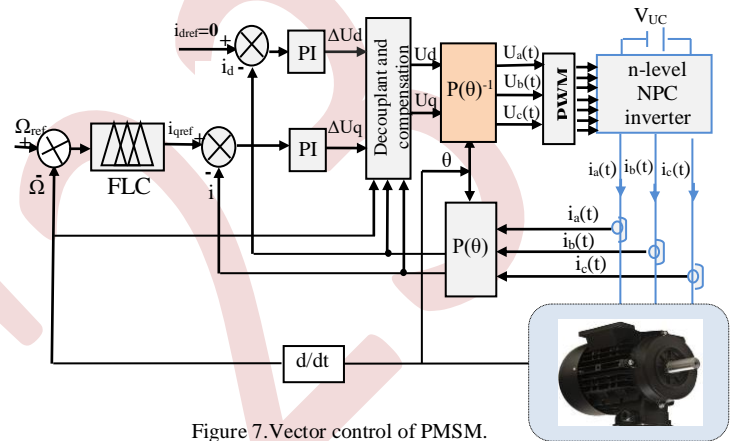 V_UC
i_dref=0
+
ΔUd
PI
i_d
-
Decouplant and compensation
Ud
Uq
P(θ)⁻¹
U_a(t)
U_b(t)
U_c(t)
PWM
n-level NPC inverter
Ω_ref
+
-
Ω
FLC
i_qref
+
-
i
PI
ΔUq
θ
i_a(t)
i_b(t)
i_c(t)
P(θ)
i_a(t)
i_b(t)
i_c(t)
d/dt
Figure 7.Vector control of PMSM.